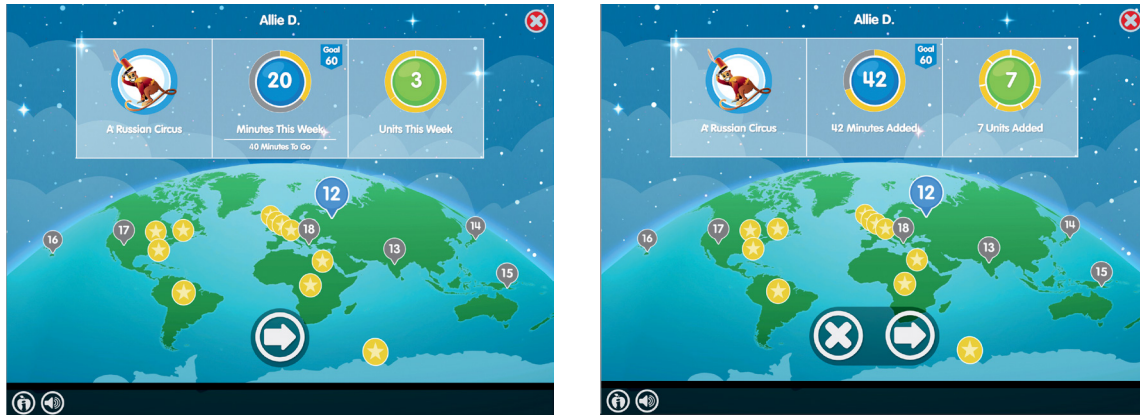 Allie D.
Goal
60
20
3
A Russian Circus
Minutes This Week
Units This Week
40 Minutes To Go
12
17
18
14
16
13
15
Allie D.
Goal
60
42
7
A Russian Circus
42 Minutes Added
7 Units Added
12
17
18
14
16
13
15